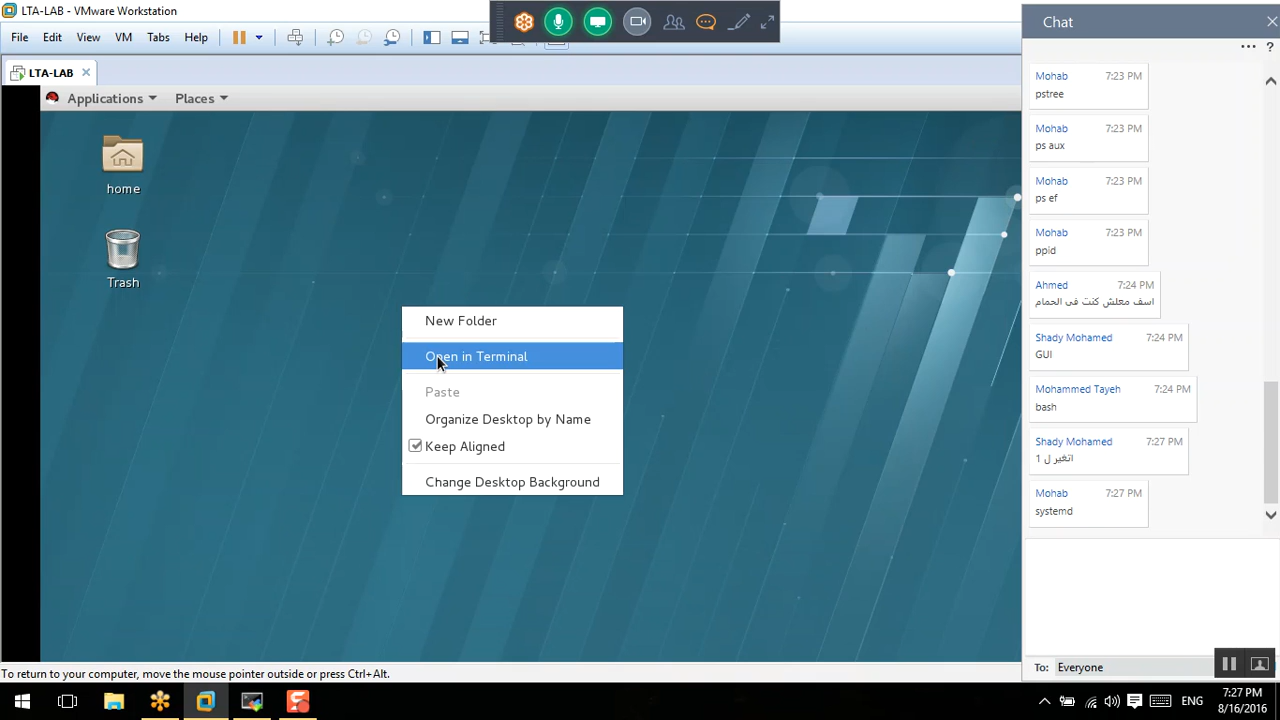 LTA-LAB - VMware Workstation
File Edit View VM Tabs Help
LTA-LAB
Applications Places
home
Trash
New Folder
Open in Terminal
Paste
Organize Desktop by Name
Keep Aligned
Change Desktop Background
Chat
?
Mohab 7:23 PM
pstree
Mohab 7:23 PM
ps aux
Mohab 7:23 PM
ps ef
Mohab 7:23 PM
ppid
Ahmed 7:24 PM
اسف معلش كنت فى الحمام
Shady Mohamed 7:24 PM
GUI
Mohammed Tayeh 7:24 PM
bash
Shady Mohamed 7:27 PM
اتغير ل 1
Mohab 7:27 PM
systemd
To: Everyone
To return to your computer, move the mouse pointer outside or press Ctrl+Alt.
ENG
7:27 PM
8/16/2016